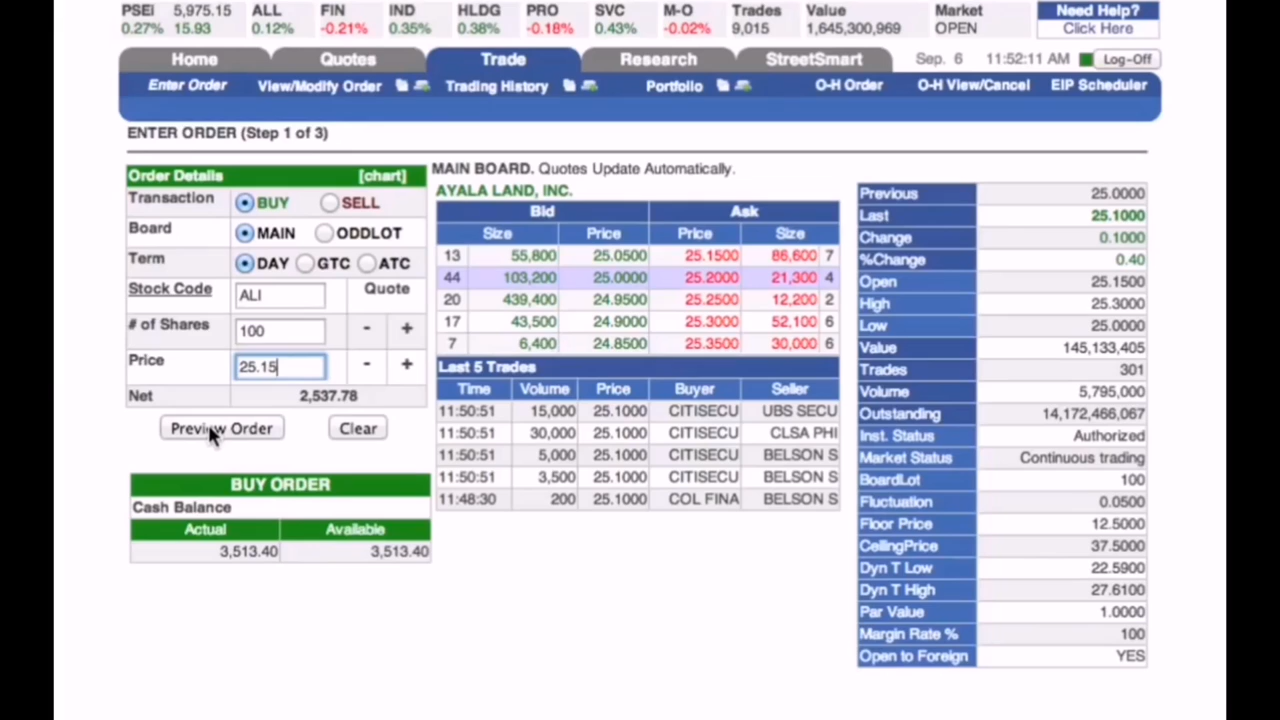 PSEi 5,975.15 ALL FIN IND HLDG PRO SVC M-O Trades Value Market Need Help?
0.27% 15.93 0.12% -0.21% 0.35% 0.38% -0.18% 0.43% -0.02% 9,015 1,645,300,969 OPEN Click Here
Home Quotes Trade Research StreetSmart Sep. 6 11:52:11 AM Log-Off
Enter Order View/Modify Order Trading History Portfolio O-H Order O-H View/Cancel EIP Scheduler
ENTER ORDER (Step 1 of 3)
Order Details [chart]
Transaction BUY SELL
Board MAIN ODDLOT
Term DAY GTC ATC
Stock Code ALI Quote
# of Shares 100 - +
Price 25.15 - +
Net 2,537.78
Preview Order Clear
BUY ORDER
Cash Balance
Actual Available
3,513.40 3,513.40
MAIN BOARD. Quotes Update Automatically.
AYALA LAND, INC.
Bid Ask
Size Price Price Size
13 55,800 25.0500 25.1500 86,600 7
44 103,200 25.0000 25.2000 21,300 4
20 439,400 24.9500 25.2500 12,200 2
17 43,500 24.9000 25.3000 52,100 6
7 6,400 24.8500 25.3500 30,000 6
Last 5 Trades
Time Volume Price Buyer Seller
11:50:51 15,000 25.1000 CITISECU UBS SECU
11:50:51 30,000 25.1000 CITISECU CLSA PHI
11:50:51 5,000 25.1000 CITISECU BELSON S
11:50:51 3,500 25.1000 CITISECU BELSON S
11:48:30 200 25.1000 COL FINA BELSON S
Previous 25.0000
Last 25.1000
Change 0.1000
%Change 0.40
Open 25.1500
High 25.3000
Low 25.0000
Value 145,133,405
Trades 301
Volume 5,795,000
Outstanding 14,172,466,067
Inst. Status Authorized
Market Status Continuous trading
BoardLot 100
Fluctuation 0.0500
Floor Price 12.5000
CeilingPrice 37.5000
Dyn T Low 22.5900
Dyn T High 27.6100
Par Value 1.0000
Margin Rate % 100
Open to Foreign YES